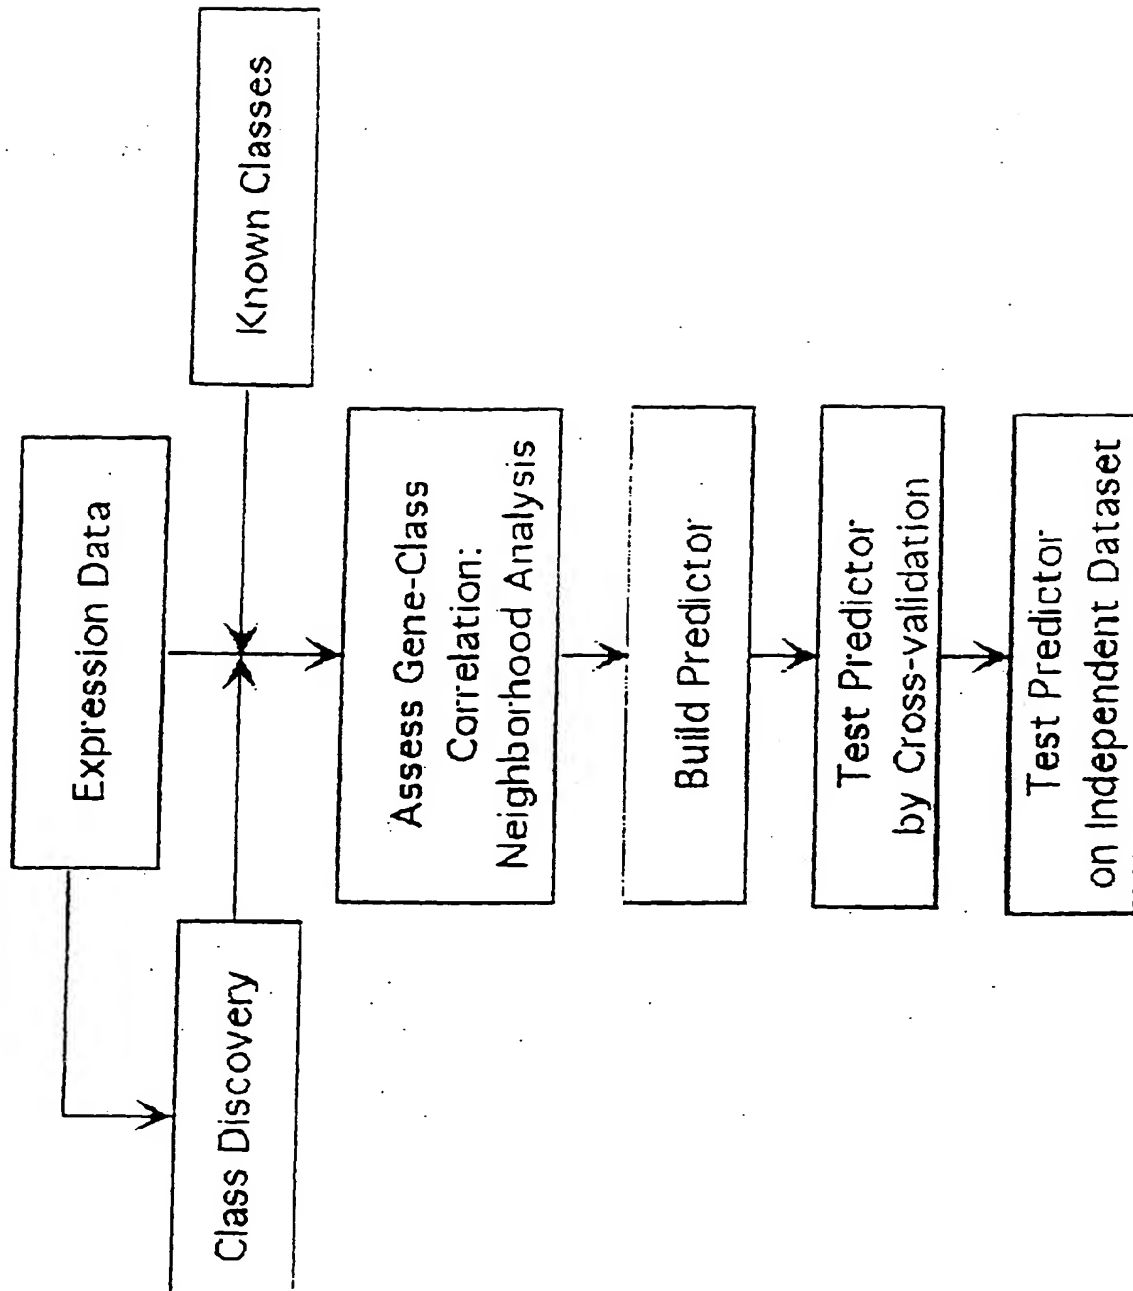 Expression Data
Known Classes
Class Discovery
Assess Gene-Class
Correlation:
Neighborhood Analysis
Build Predictor
Test Predictor
by Cross-validation
Test Predictor
on Independent Dataset